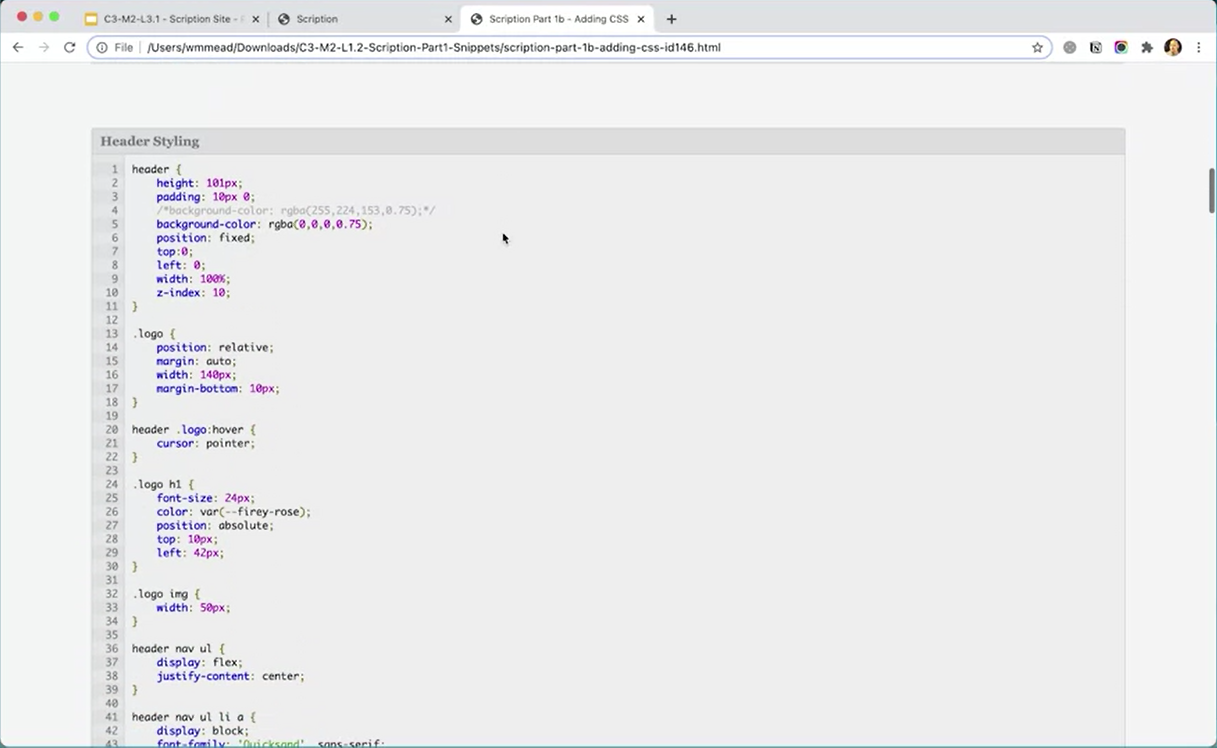 C3-M2-L3.1 - Scription Site -
Scription
Scription Part 1b - Adding CSS
File /Users/wmmead/Downloads/C3-M2-L1.2-Scription-Part1-Snippets/scription-part-1b-adding-css-id146.html
Header Styling
1 header {
2 height: 101px;
3 padding: 10px 0;
4 /*background-color: rgba(255,224,153,0.75);*/
5 background-color: rgba(0,0,0,0.75);
6 position: fixed;
7 top:0;
8 left: 0;
9 width: 100%;
10 z-index: 10;
11 }
12
13 .logo {
14 position: relative;
15 margin: auto;
16 width: 140px;
17 margin-bottom: 10px;
18 }
19
20 header .logo:hover {
21 cursor: pointer;
22 }
23
24 .logo h1 {
25 font-size: 24px;
26 color: var(--firey-rose);
27 position: absolute;
28 top: 10px;
29 left: 42px;
30 }
31
32 .logo img {
33 width: 50px;
34 }
35
36 header nav ul {
37 display: flex;
38 justify-content: center;
39 }
40
41 header nav ul li a {
42 display: block;
43 font-family: 'Quicksand', sans-serif;